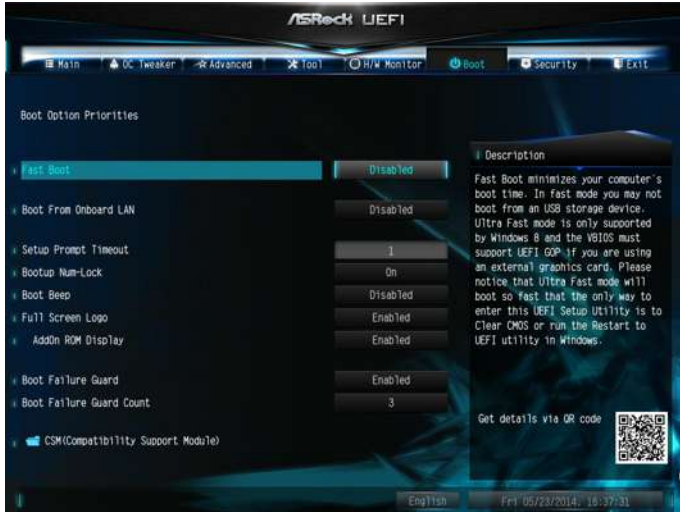 ASRock UEFI
Main
OC Tweaker
Advanced
Tool
H/W Monitor
Boot
Security
Exit
Boot Option Priorities
Fast Boot
Disabled
Boot From Onboard LAN
Disabled
Setup Prompt Timeout
1
Bootup Num-Lock
On
Boot Beep
Disabled
Full Screen Logo
Enabled
AddOn ROM Display
Enabled
Boot Failure Guard
Enabled
Boot Failure Guard Count
3
CSM(Compatibility Support Module)
Description
Fast Boot minimizes your computer's
boot time. In fast mode you may not
boot from an USB storage device.
Ultra Fast mode is only supported
by Windows 8 and the VBIOS must
support UEFI GOP if you are using
an external graphics card. Please
notice that Ultra Fast mode will
boot so fast that the only way to
enter this UEFI Setup Utility is to
Clear CMOS or run the Restart to
UEFI utility in Windows.
Get details via QR code
English
Fri 05/23/2014, 16:37:31